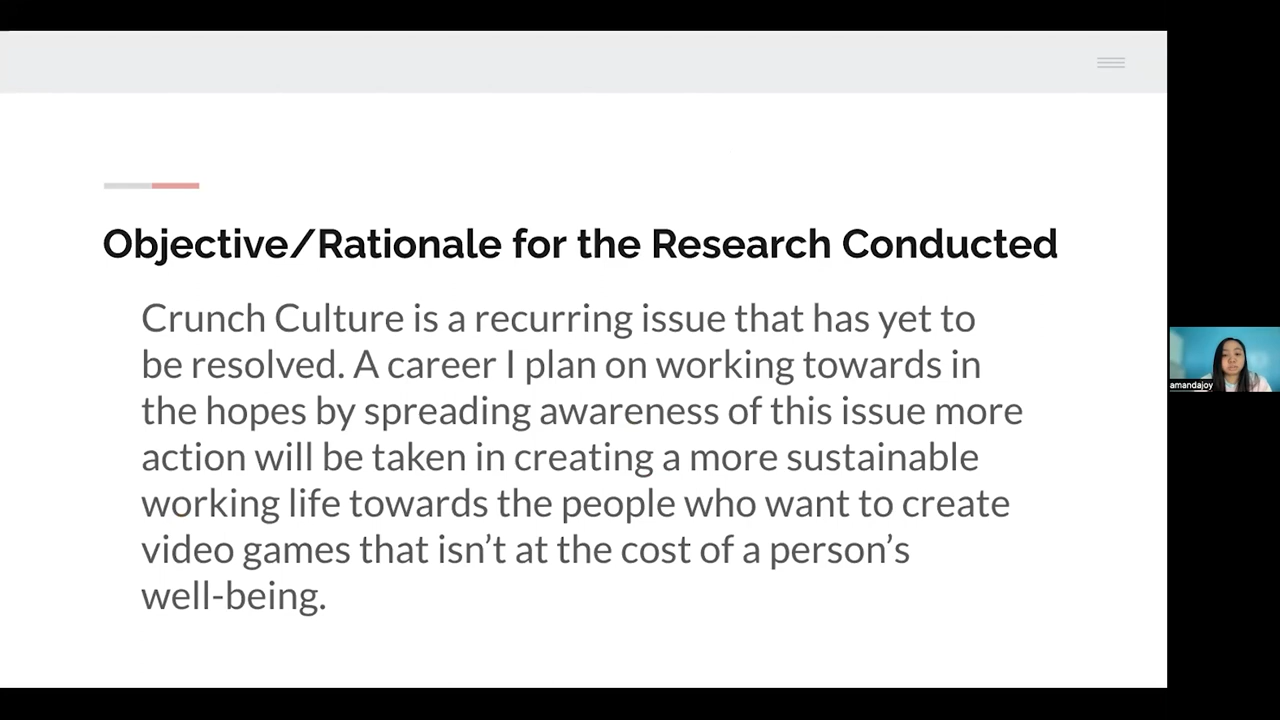 Objective/Rationale for the Research Conducted
Crunch Culture is a recurring issue that has yet to
be resolved. A career I plan on working towards in
the hopes by spreading awareness of this issue more
action will be taken in creating a more sustainable
working life towards the people who want to create
video games that isn’t at the cost of a person’s
well-being.
amandajoy